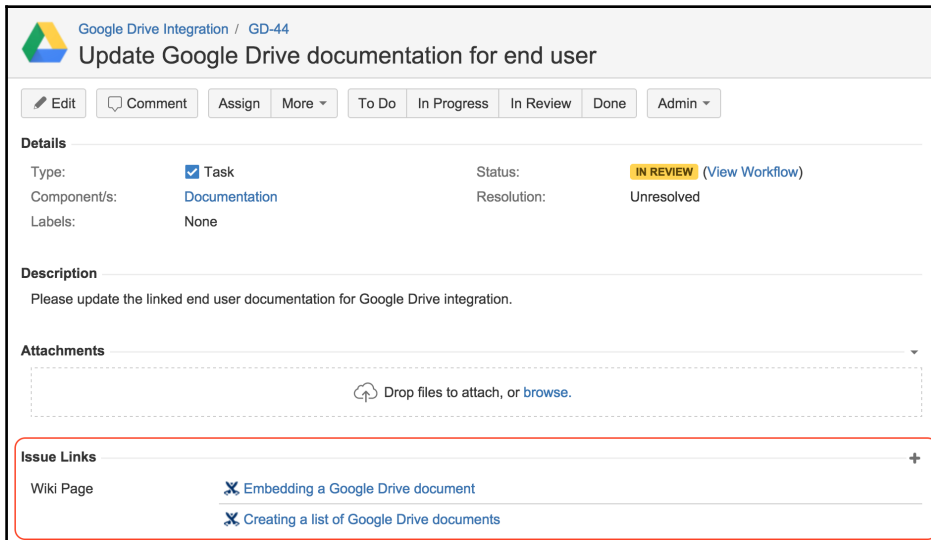 Google Drive Integration / GD-44
Update Google Drive documentation for end user
Edit Comment Assign More To Do In Progress In Review Done Admin
Details
Type: Task Status: IN REVIEW (View Workflow)
Component/s: Documentation Resolution: Unresolved
Labels: None
Description
Please update the linked end user documentation for Google Drive integration.
Attachments
Drop files to attach, or browse.
Issue Links
Wiki Page Embedding a Google Drive document
Creating a list of Google Drive documents